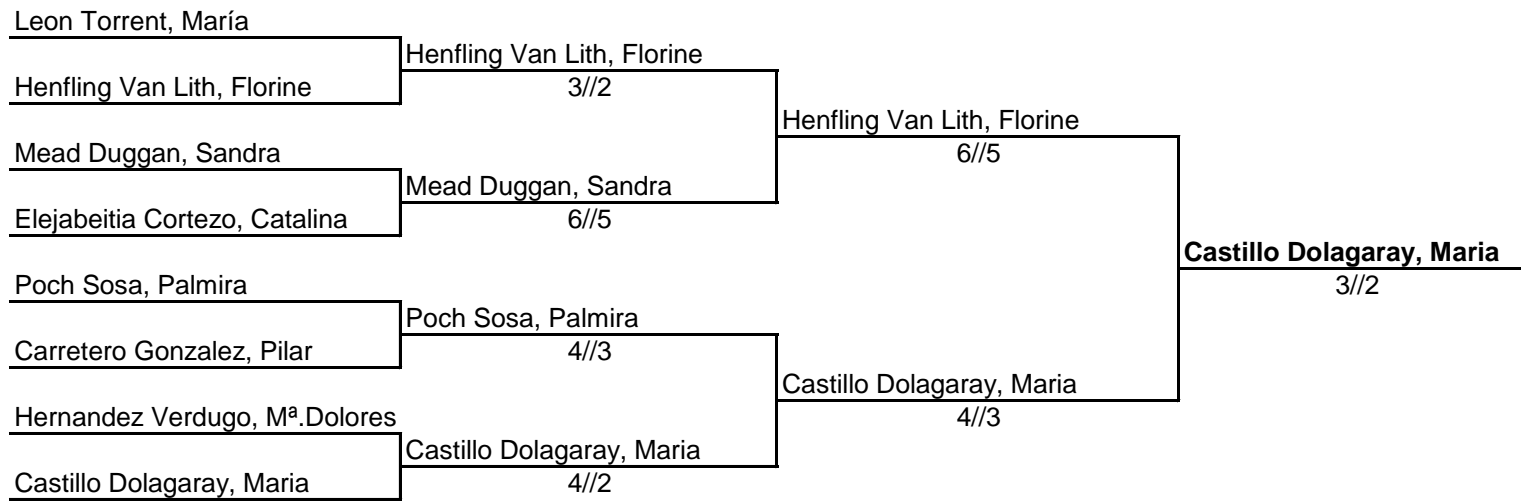 Leon Torrent, María
Henfling Van Lith, Florine
Henfling Van Lith, Florine
3//2
Henfling Van Lith, Florine
6//5
Mead Duggan, Sandra
Mead Duggan, Sandra
Elejabeitia Cortezo, Catalina
6//5
Castillo Dolagaray, Maria
3//2
Poch Sosa, Palmira
Poch Sosa, Palmira
Carretero Gonzalez, Pilar
4//3
Castillo Dolagaray, Maria
4//3
Hernandez Verdugo, Mª.Dolores
Castillo Dolagaray, Maria
Castillo Dolagaray, Maria
4//2